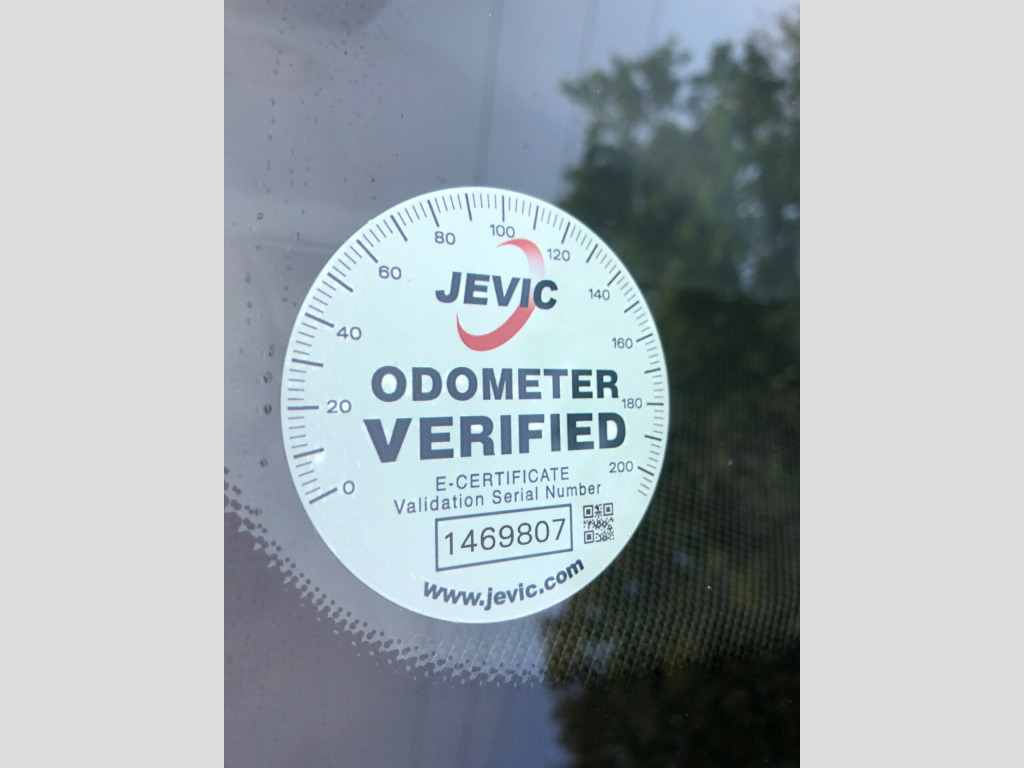 0 20 40 60 80 100 120 140 160 180 200
JEVIC
ODOMETER
VERIFIED
E-CERTIFICATE
Validation Serial Number
1469807
www.jevic.com